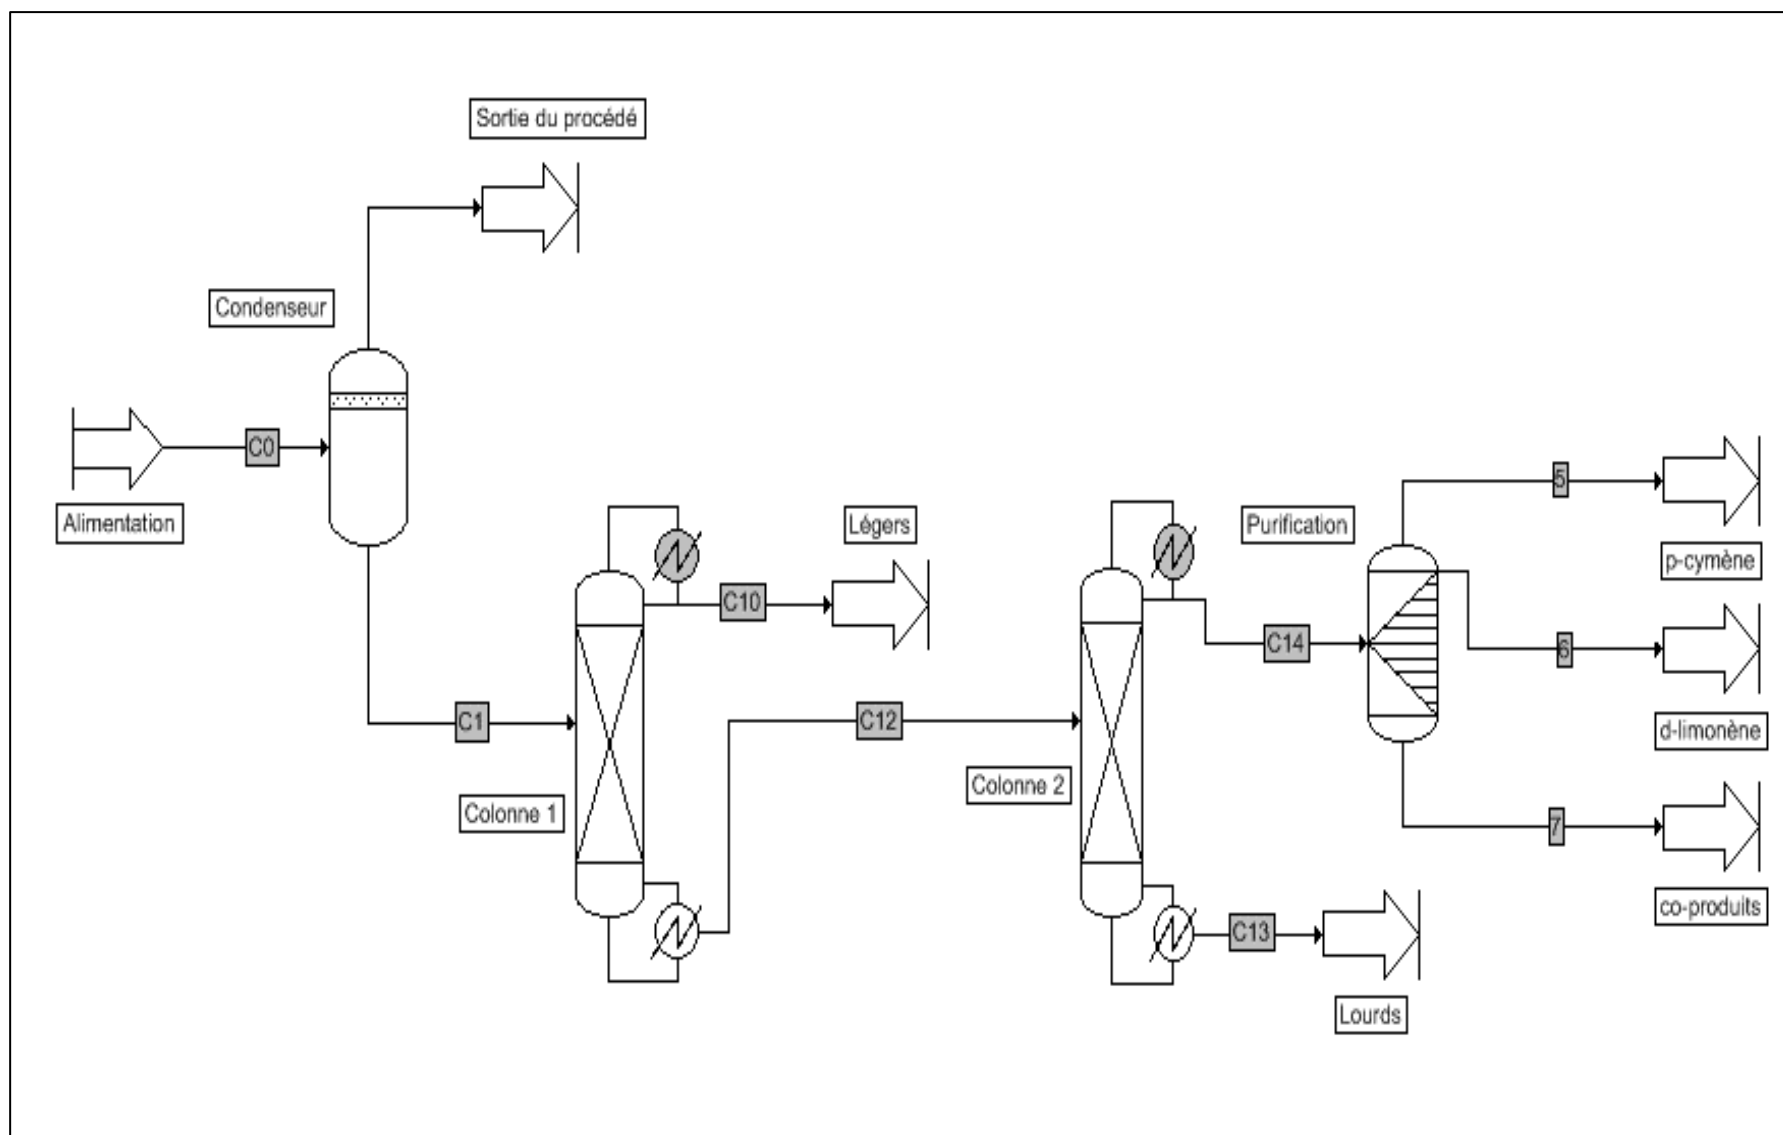 Sortie du procédé
Condenseur
C0
Alimentation
Légers
Purification
5
p-cymène
C10
C14
6
C1
C12
d-limonène
Colonne 2
Colonne 1
7
co-produits
C13
Lourds